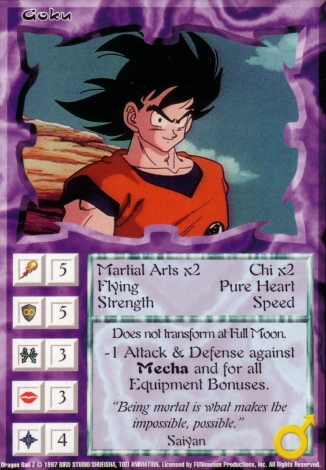 Goku
5
5
3
3
4
Martial Arts x2 Chi x2
Flying Pure Heart
Strength Speed
Does not transform at Full Moon.
-1 Attack & Defense against
Mecha and for all
Equipment Bonuses.
"Being mortal is what makes the
impossible, possible."
Saiyan
Dragon Ball Z © 1997 BIRD STUDIO/SHUEISHA, TOEI ANIMATION. Licensed by FUNimation Productions, Inc. All Rights Reserved.